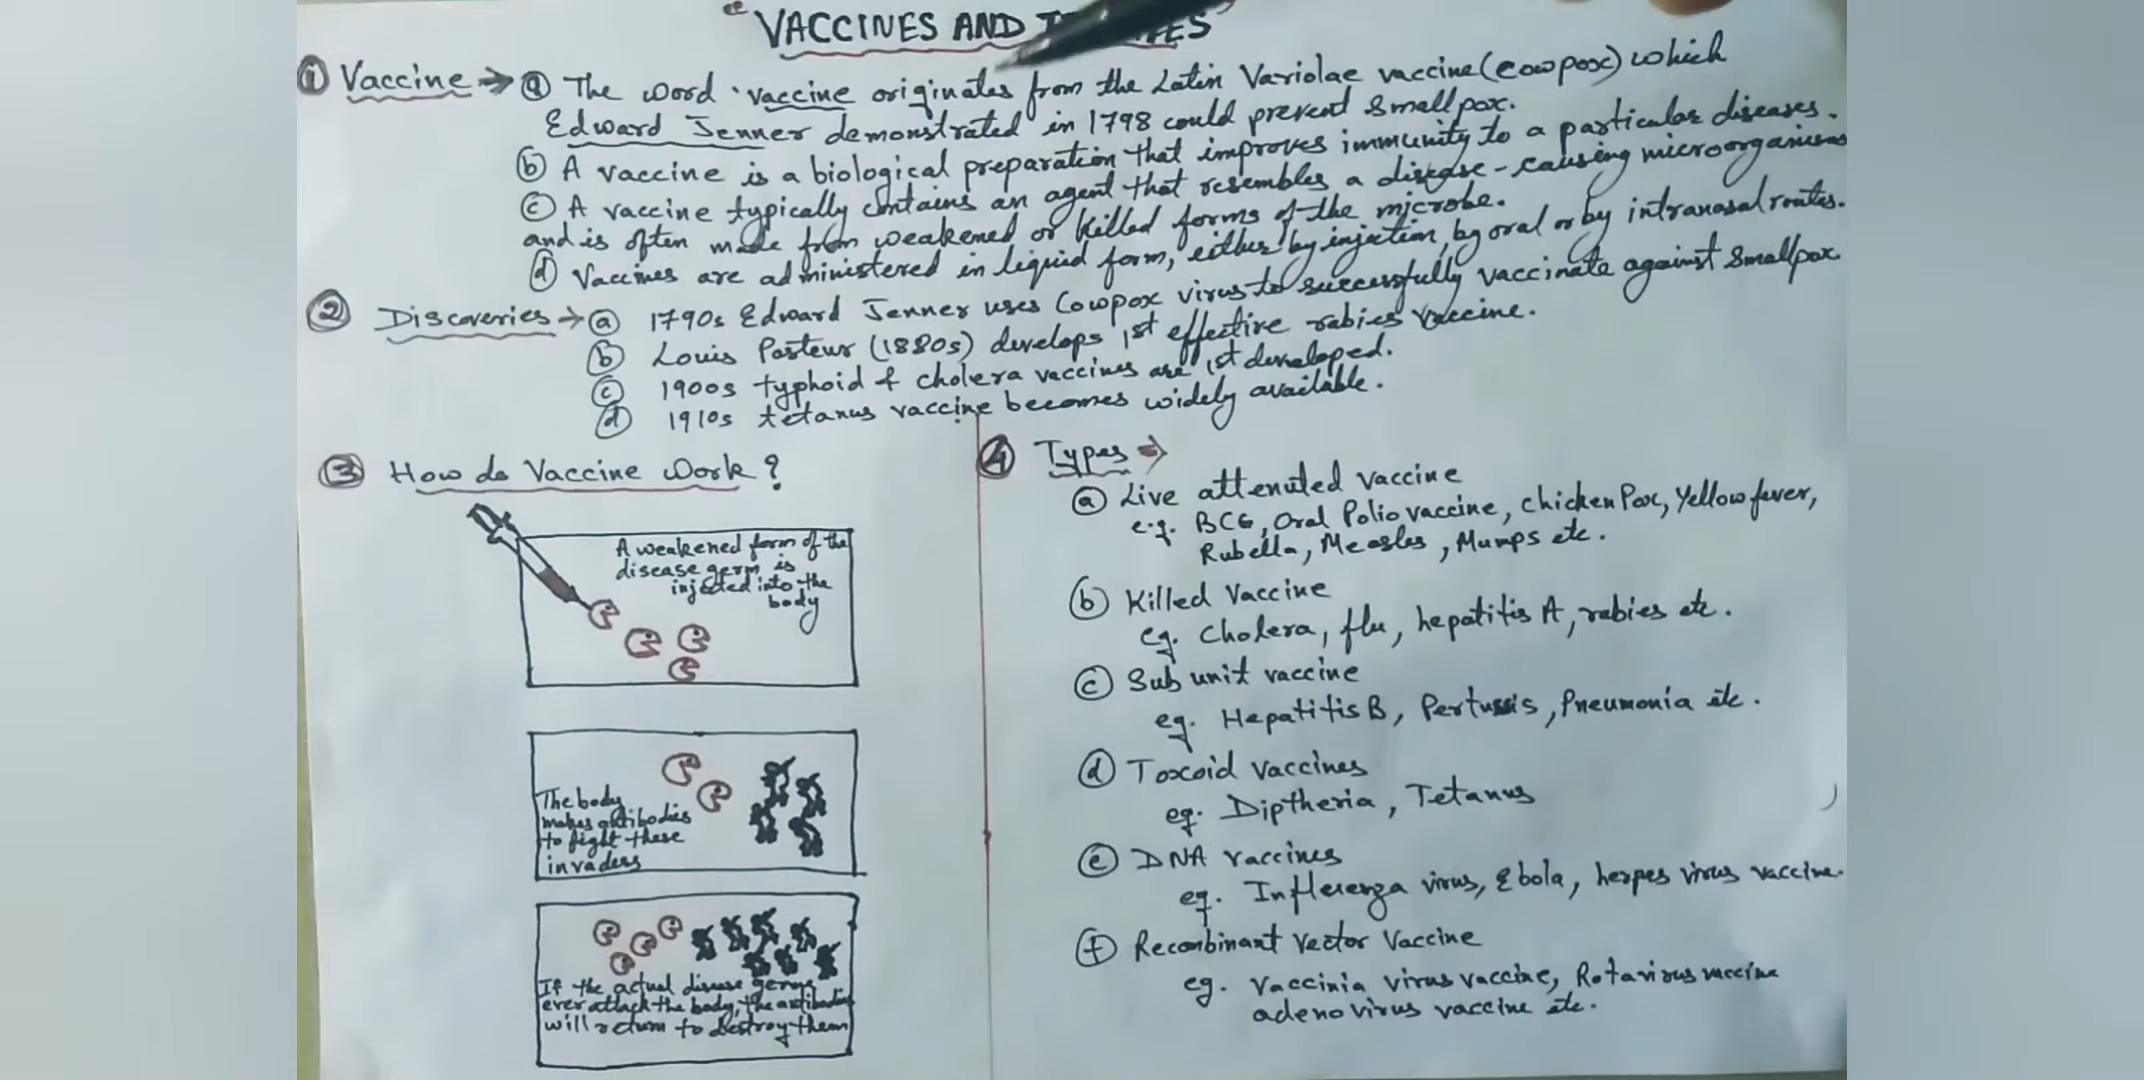 "VACCINES AND
① Vaccine → ⓐ The word 'vaccine originates from the Latin Variolae vaccine (cowpox) which
Edward Jenner demonstrated in 1798 could prevent Smallpox.
ⓑ A vaccine is a biological preparation that improves immunity to a particular diseases.
ⓒ A vaccine typically contains an agent that resembles a disease-causing microorganisms
and is often made from weakened or killed forms of the microbe.
ⓓ Vaccines are administered in liquid form, either by injection, by oral or by intranasal routes.
② Discoveries → ⓐ 1790s Edward Jenner uses Cowpox virus to successfully vaccinate against Smallpox.
ⓑ Louis Pasteur (1880s) develops 1st effective rabies vaccine.
ⓒ 1900s typhoid & cholera vaccines are 1st developed.
ⓓ 1910s tetanus vaccine becomes widely available.
③ How do Vaccine Work?
A weakened form of the
disease germ is
injected into the
body
The body
makes antibodies
to fight these
invaders
If the actual disease germs
ever attack the body, the antibodies
will return to destroy them
④ Types ⇒
ⓐ Live attenuted vaccine
e.g. BCG, Oral Polio vaccine, chicken Pox, Yellow fever,
Rubella, Measles, Mumps etc.
ⓑ Killed Vaccine
eg. Cholera, flu, hepatitis A, rabies etc.
ⓒ Sub unit vaccine
eg. Hepatitis B, Pertussis, Pneumonia etc.
ⓓ Toxoid vaccines
eg. Diptheria, Tetanus
ⓔ DNA vaccines
eg. Influenza virus, Ebola, herpes virus vaccine.
ⓕ Recombinant Vector Vaccine
eg. Vaccinia virus vaccine, Rotavirus vaccine
adenovirus vaccine etc.